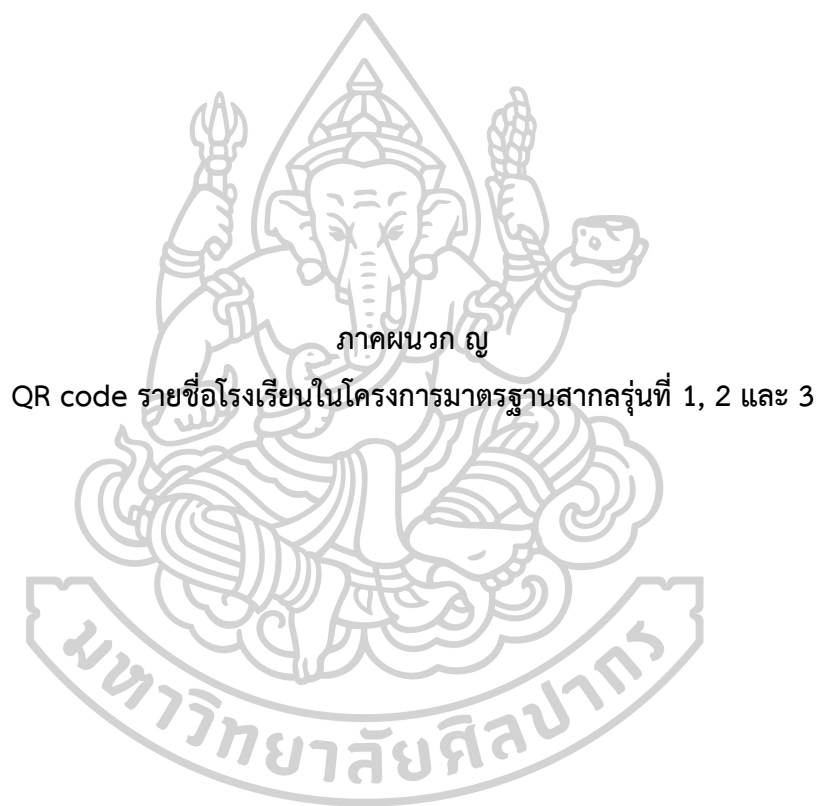 ภาคผนวก ญ
QR code รายชื่อโรงเรียนในโครงการมาตรฐานสากลรุ่นที่ 1, 2 และ 3
มหาวิทยาลัยศิลปากร